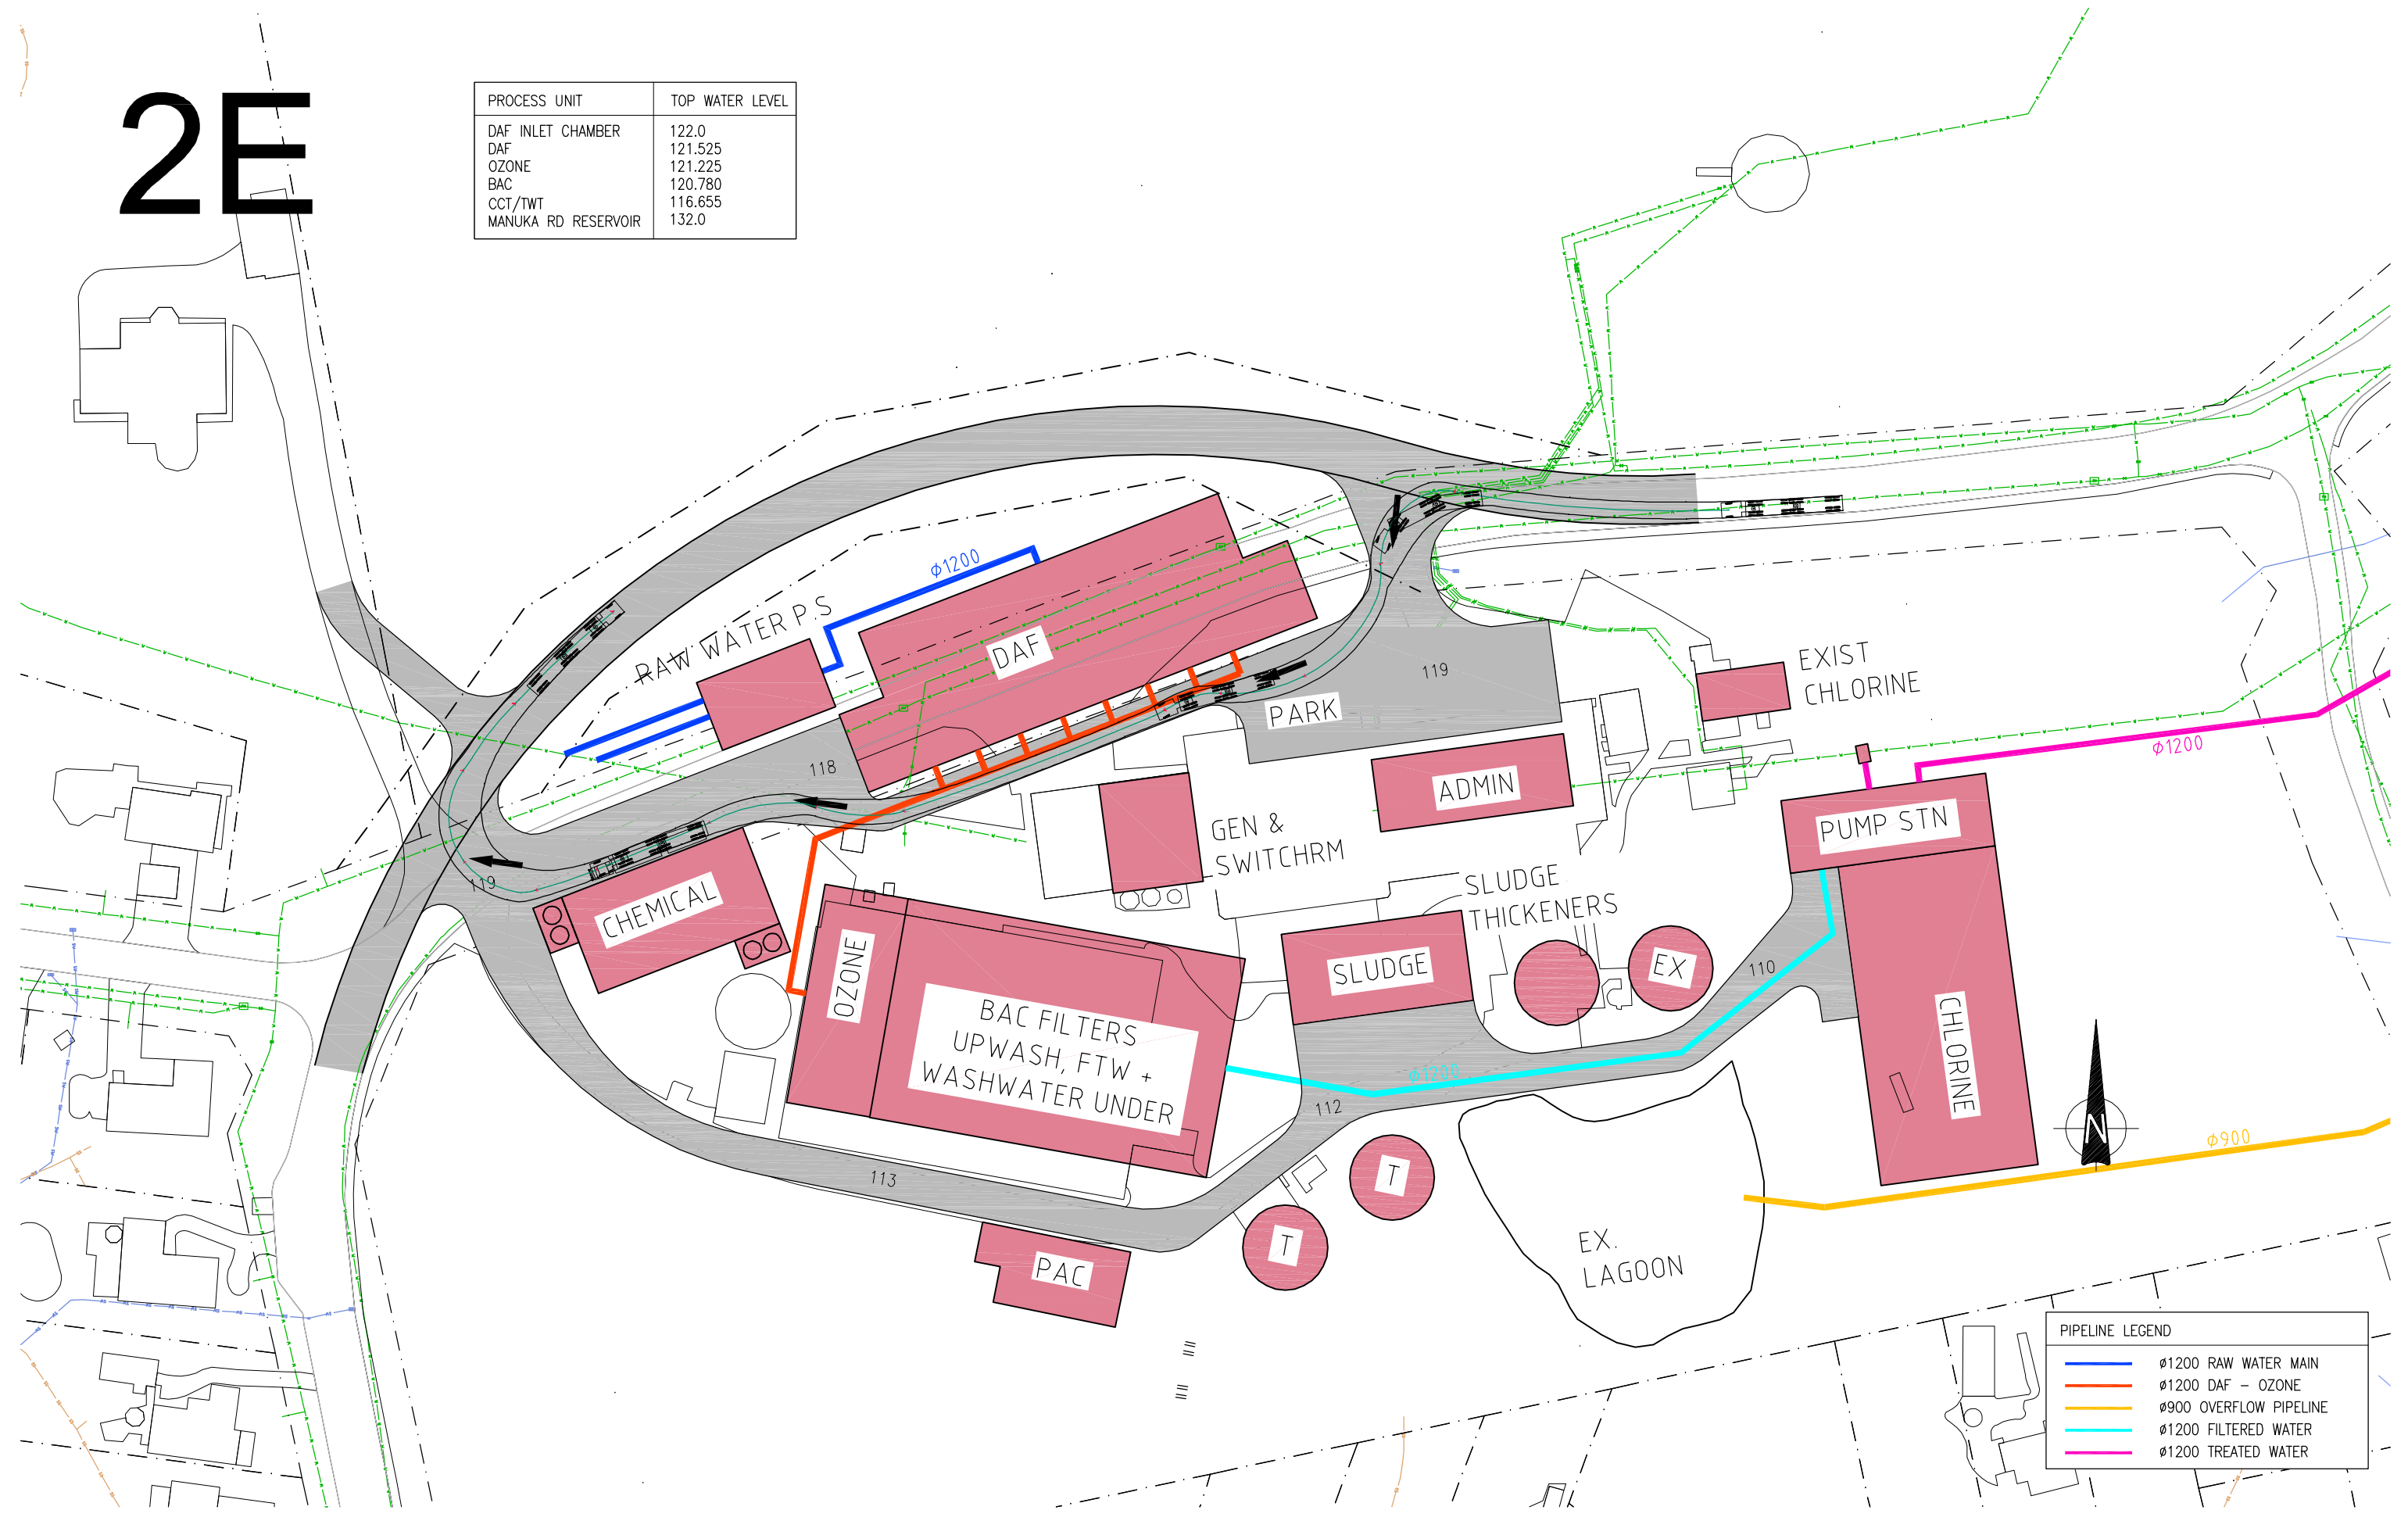 2E
PROCESS UNIT TOP WATER LEVEL
DAF INLET CHAMBER 122.0
DAF 121.525
OZONE 121.225
BAC 120.780
CCT/TWT 116.655
MANUKA RD RESERVOIR 132.0
ø1200
RAW WATER P.S
DAF
119
PARK
EXIST
CHLORINE
118
ø1200
ADMIN
PUMP STN
GEN &
SWITCHRM
119
CHEMICAL
SLUDGE
THICKENERS
OZONE
SLUDGE
EX
110
BAC FILTERS
UPWASH, FTW +
WASHWATER UNDER
CHLORINE
ø1200
112
N
ø900
113
T
T
PAC
EX.
LAGOON
PIPELINE LEGEND
ø1200 RAW WATER MAIN
ø1200 DAF - OZONE
ø900 OVERFLOW PIPELINE
ø1200 FILTERED WATER
ø1200 TREATED WATER